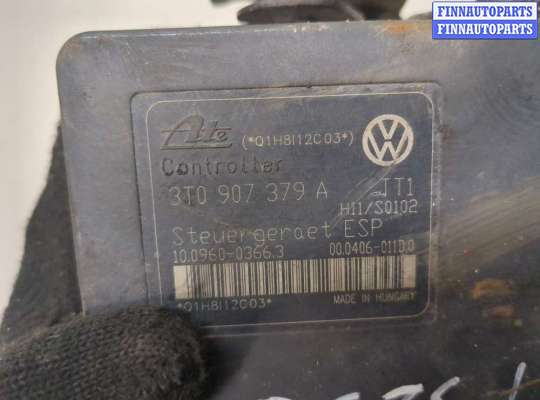 FINNAUTOPARTS
FINNAUTOPARTS
FINNAUTOPARTS
Ate (*Q1H8I12C03*)
Controller
3T0 907 379 A JT1
H11/S0102
Steuergeraet ESP
10.0960-0366.3 00.0406-011D.0
*Q1H8I12C03*
MADE IN HUNGARY